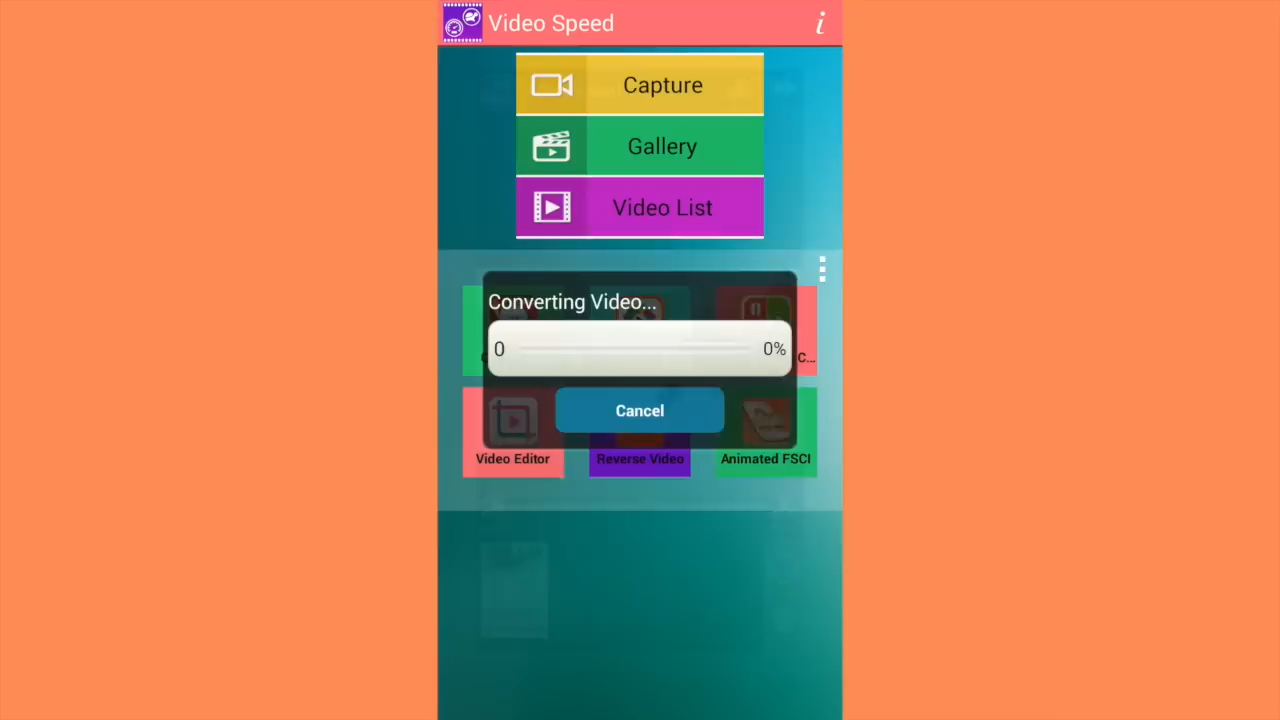 Video Speed
i
Capture
Gallery
Video List
Converting Video...
0
0%
C...
Cancel
Video Editor
Reverse Video
Animated FSCI